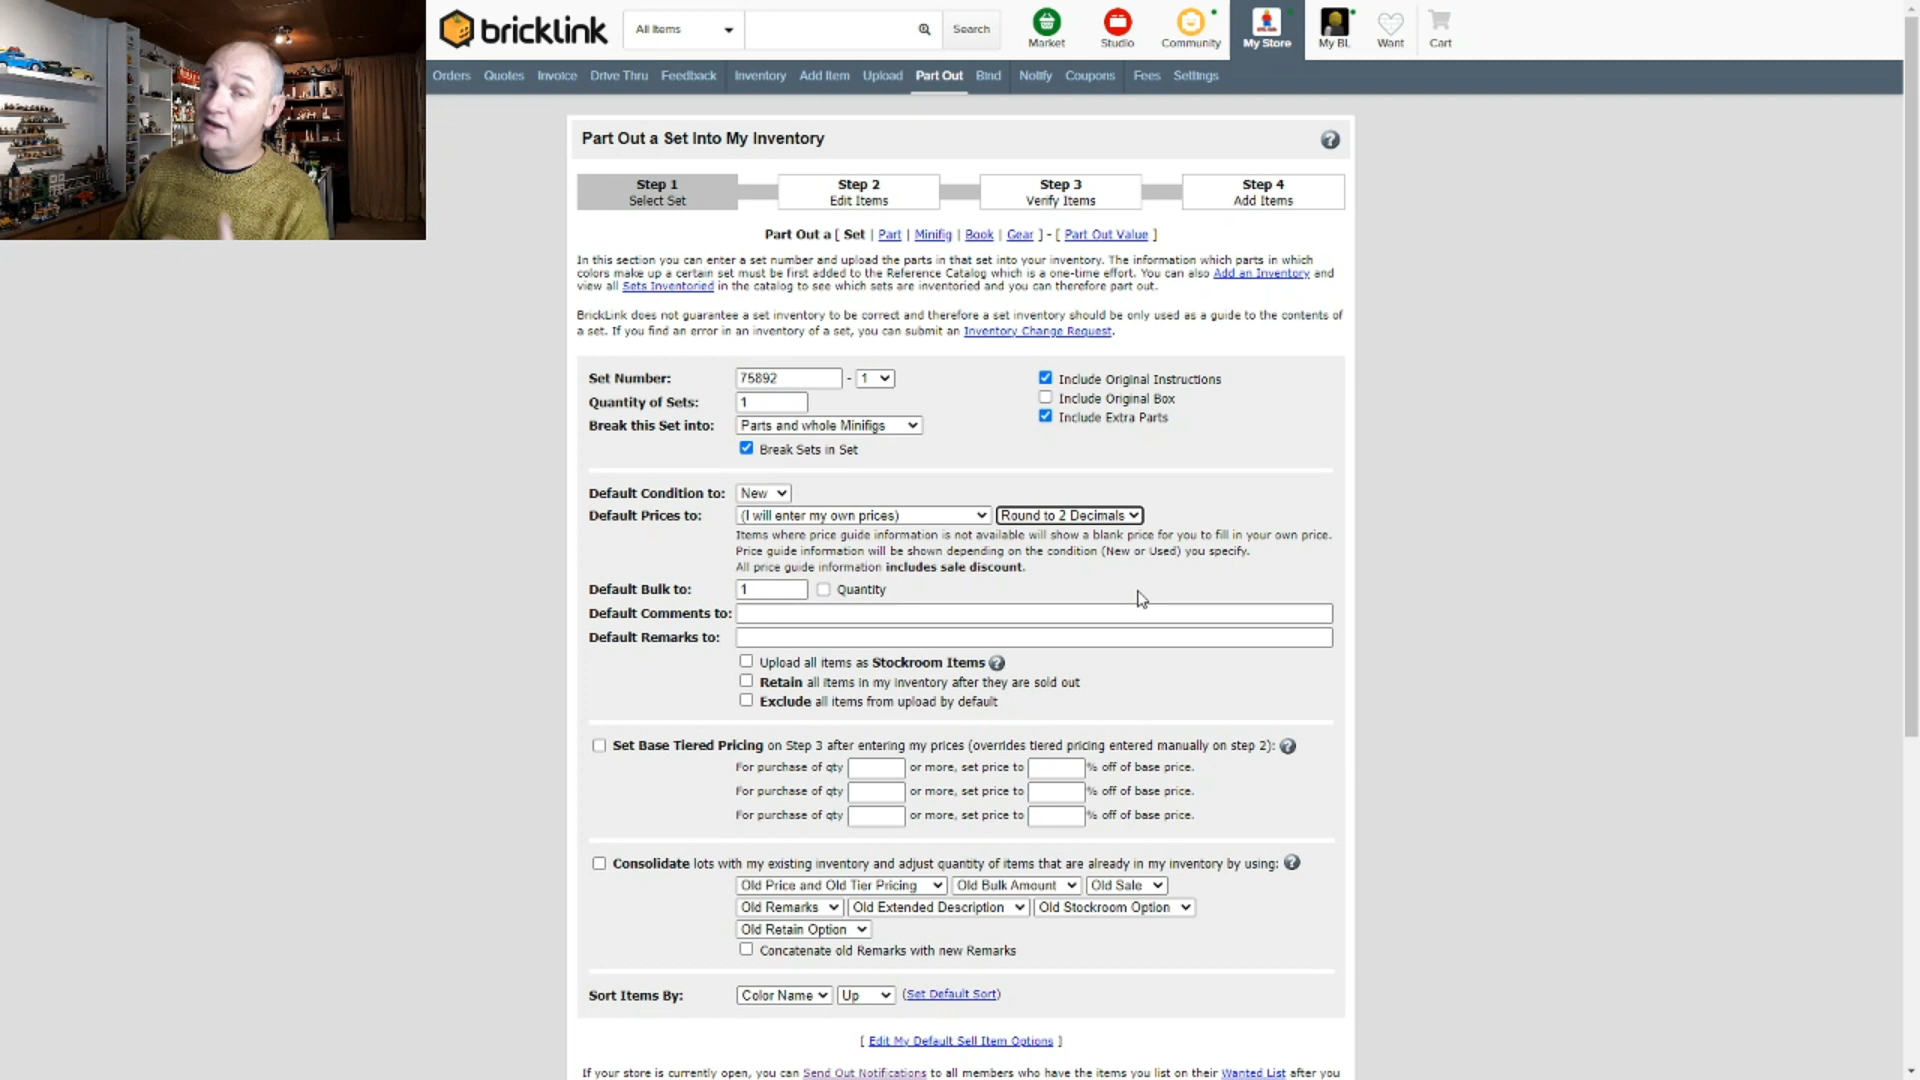 bricklink
All Items
Search
Market
Studio
Community
My Store
My BL
Want
Cart
Orders Quotes Invoice Drive Thru Feedback Inventory Add Item Upload Part Out Bind Notify Coupons Fees Settings
Part Out a Set Into My Inventory
Step 1
Select Set
Step 2
Edit Items
Step 3
Verify Items
Step 4
Add Items
Part Out a [ Set | Part | Minifig | Book | Gear ] - [ Part Out Value ]
In this section you can enter a set number and upload the parts in that set into your inventory. The information which parts in which
colors make up a certain set must be first added to the Reference Catalog which is a one-time effort. You can also Add an Inventory and
view all Sets Inventoried in the catalog to see which sets are inventoried and you can therefore part out.
BrickLink does not guarantee a set inventory to be correct and therefore a set inventory should be only used as a guide to the contents of
a set. If you find an error in an inventory of a set, you can submit an Inventory Change Request.
Set Number: 75892 - 1
Include Original Instructions
Quantity of Sets: 1
Include Original Box
Break this Set into: Parts and whole Minifigs
Include Extra Parts
Break Sets in Set
Default Condition to: New
Default Prices to: (I will enter my own prices) Round to 2 Decimals
Items where price guide information is not available will show a blank price for you to fill in your own price.
Price guide information will be shown depending on the condition (New or Used) you specify.
All price guide information includes sale discount.
Default Bulk to: 1 Quantity
Default Comments to:
Default Remarks to:
Upload all items as Stockroom Items
Retain all items in my inventory after they are sold out
Exclude all items from upload by default
Set Base Tiered Pricing on Step 3 after entering my prices (overrides tiered pricing entered manually on step 2):
For purchase of qty or more, set price to % off of base price.
For purchase of qty or more, set price to % off of base price.
For purchase of qty or more, set price to % off of base price.
Consolidate lots with my existing inventory and adjust quantity of items that are already in my inventory by using:
Old Price and Old Tier Pricing Old Bulk Amount Old Sale
Old Remarks Old Extended Description Old Stockroom Option
Old Retain Option
Concatenate old Remarks with new Remarks
Sort Items By: Color Name Up (Set Default Sort)
[ Edit My Default Sell Item Options ]
If your store is currently open, you can Send Out Notifications to all members who have the items you list on their Wanted List after you